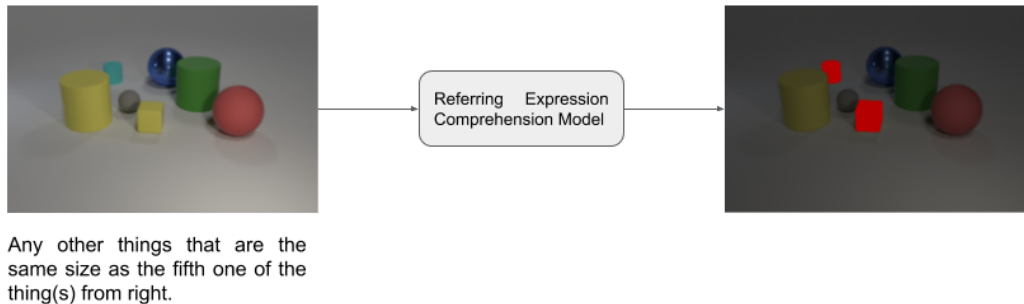 Referring Expression
Comprehension Model
Any other things that are the
same size as the fifth one of the
thing(s) from right.